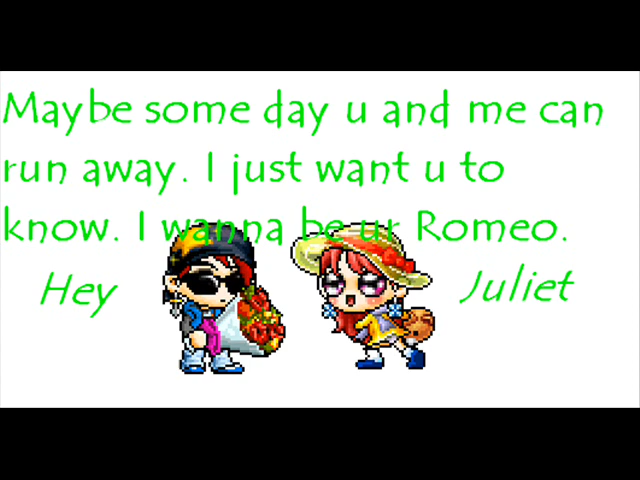 Maybe some day u and me can
run away. I just want u to
know. I wanna be ur Romeo.
Hey Juliet